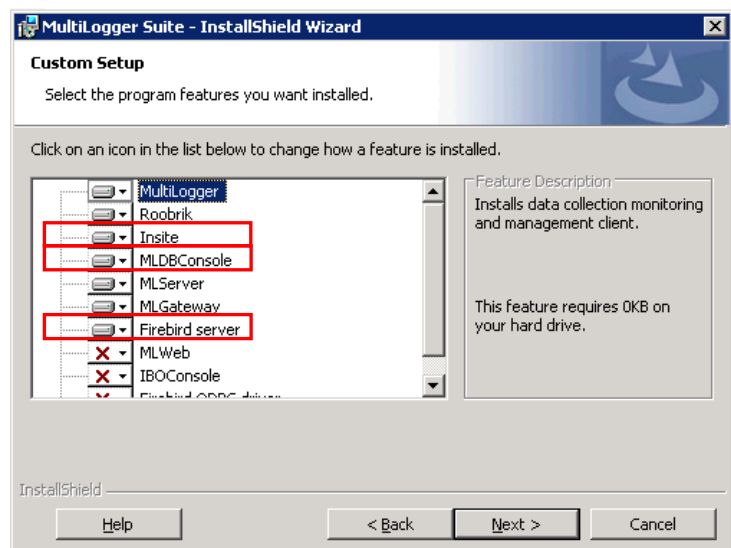 MultiLogger Suite - InstallShield Wizard
Custom Setup
Select the program features you want installed.
Click on an icon in the list below to change how a feature is installed.
MultiLogger
Roobrik
Insite
MLDBConsole
MLServer
MLGateway
Firebird server
MLWeb
IBOConsole
Firebird ODBC driver
Feature Description
Installs data collection monitoring
and management client.
This feature requires 0KB on
your hard drive.
InstallShield
Help
< Back
Next >
Cancel